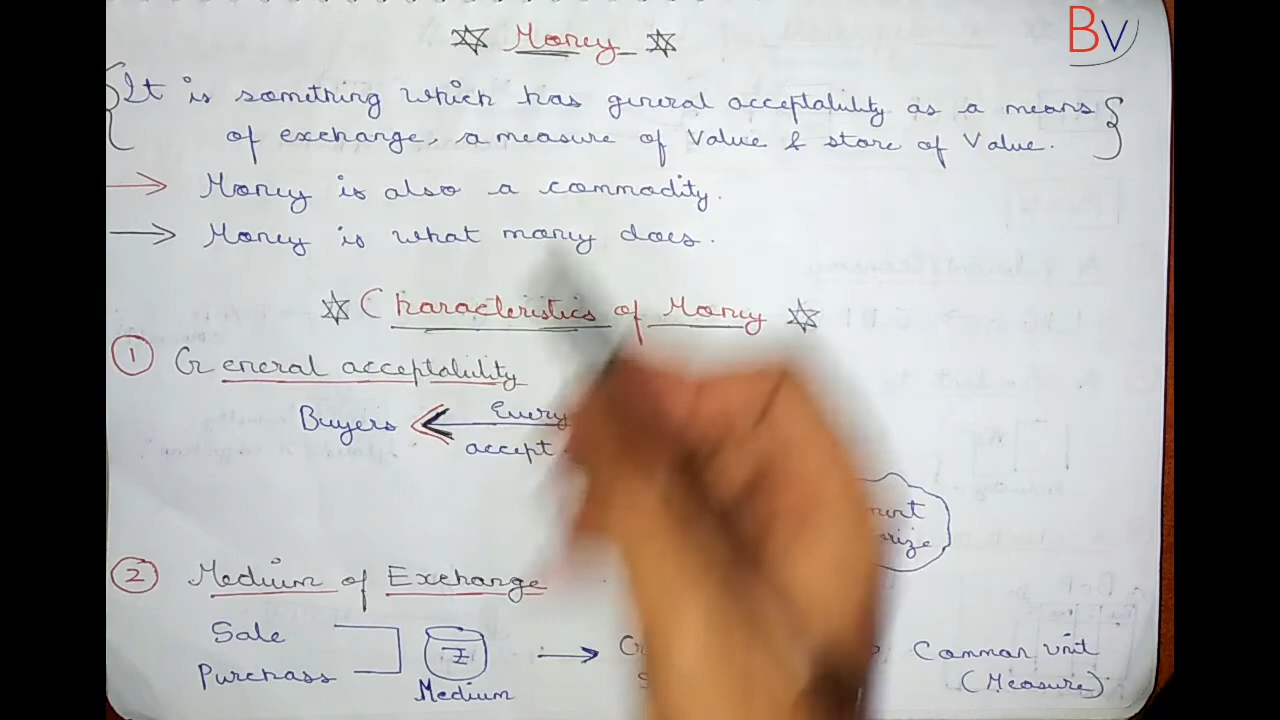 BV
Money
It is something which has general acceptability as a means
of exchange, a measure of Value & store of Value.
→ Money is also a commodity.
→ Money is what money does.
Characteristics of Money
① General acceptability
Buyers Every
accept
② Medium of Exchange
Sale
Purchass
Medium
→ Common unit
(Measure)